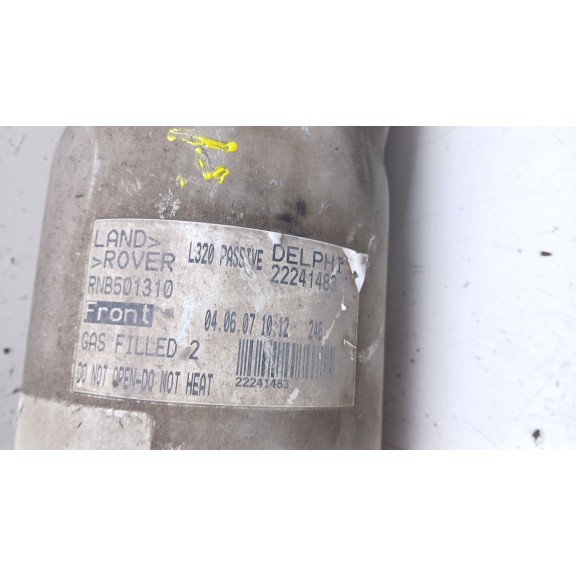 LAND>
>ROVER
L320 PASSIVE
DELPHI
22241483
RNB501310
Front
04.06.07 10:12 246
GAS FILLED 2
DO NOT OPEN-DO NOT HEAT
22241483